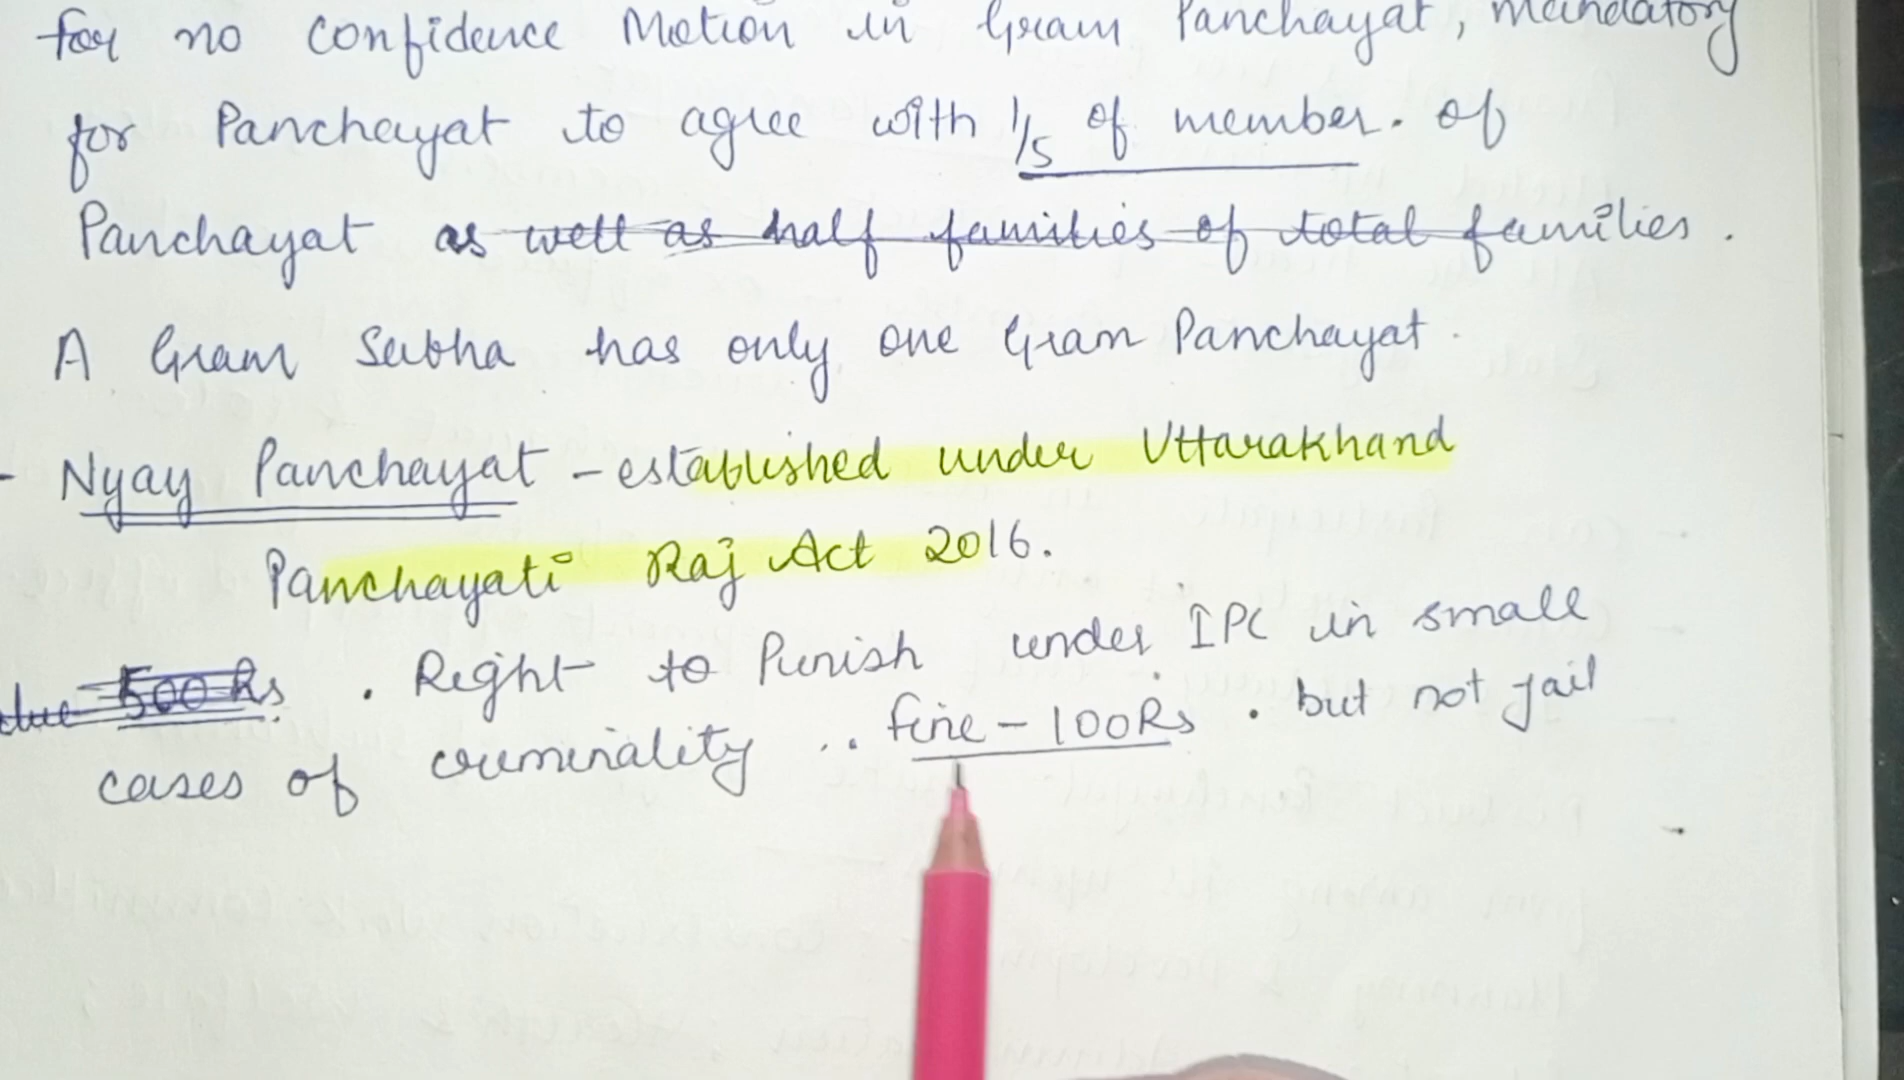 for no confidence Motion in Gram Panchayat, mandatory
for Panchayat to agree with 1/5 of member. of
Panchayat as well as half families of total families.
A Gram Sabha has only one Gram Panchayat.
- Nyay Panchayat - established under Uttarakhand
Panchayati Raj Act 2016.
500 Rs. Right to Punish under IPC in small
cases of criminality .. fine - 100Rs. but not jail